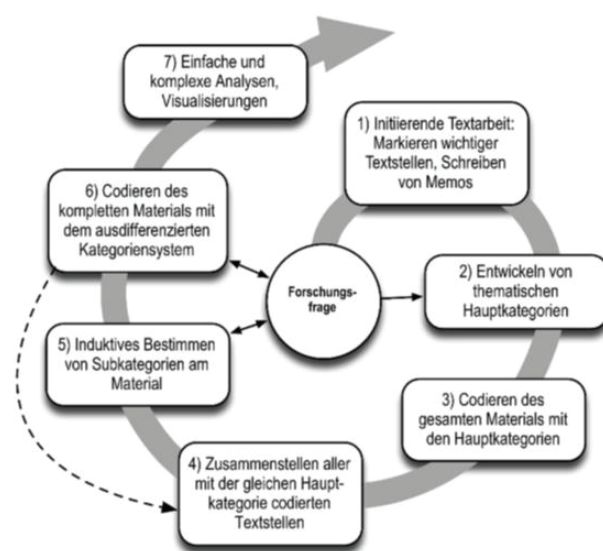 7) Einfache und
komplexe Analysen,
Visualisierungen
1) Initiierende Textarbeit:
Markieren wichtiger
Textstellen, Schreiben
von Memos
6) Codieren des
kompletten Materials mit
dem ausdifferenzierten
Kategoriensystem
Forschungs-
frage
2) Entwickeln von
thematischen
Hauptkategorien
5) Induktives Bestimmen
von Subkategorien am
Material
3) Codieren des
gesamten Materials mit
den Hauptkategorien
4) Zusammenstellen aller
mit der gleichen Haupt-
kategorie codierten
Textstellen